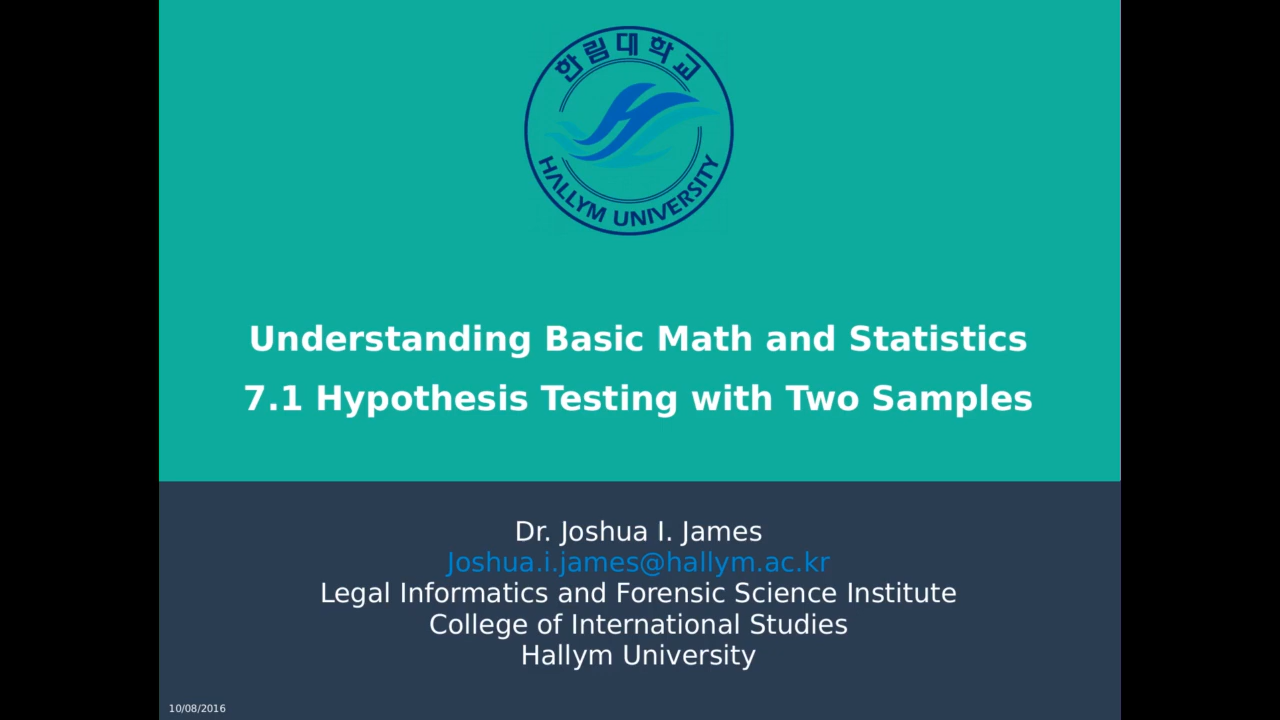 한림대학교
HALLYM UNIVERSITY
Understanding Basic Math and Statistics
7.1 Hypothesis Testing with Two Samples
Dr. Joshua I. James
Joshua.i.james@hallym.ac.kr
Legal Informatics and Forensic Science Institute
College of International Studies
Hallym University
10/08/2016